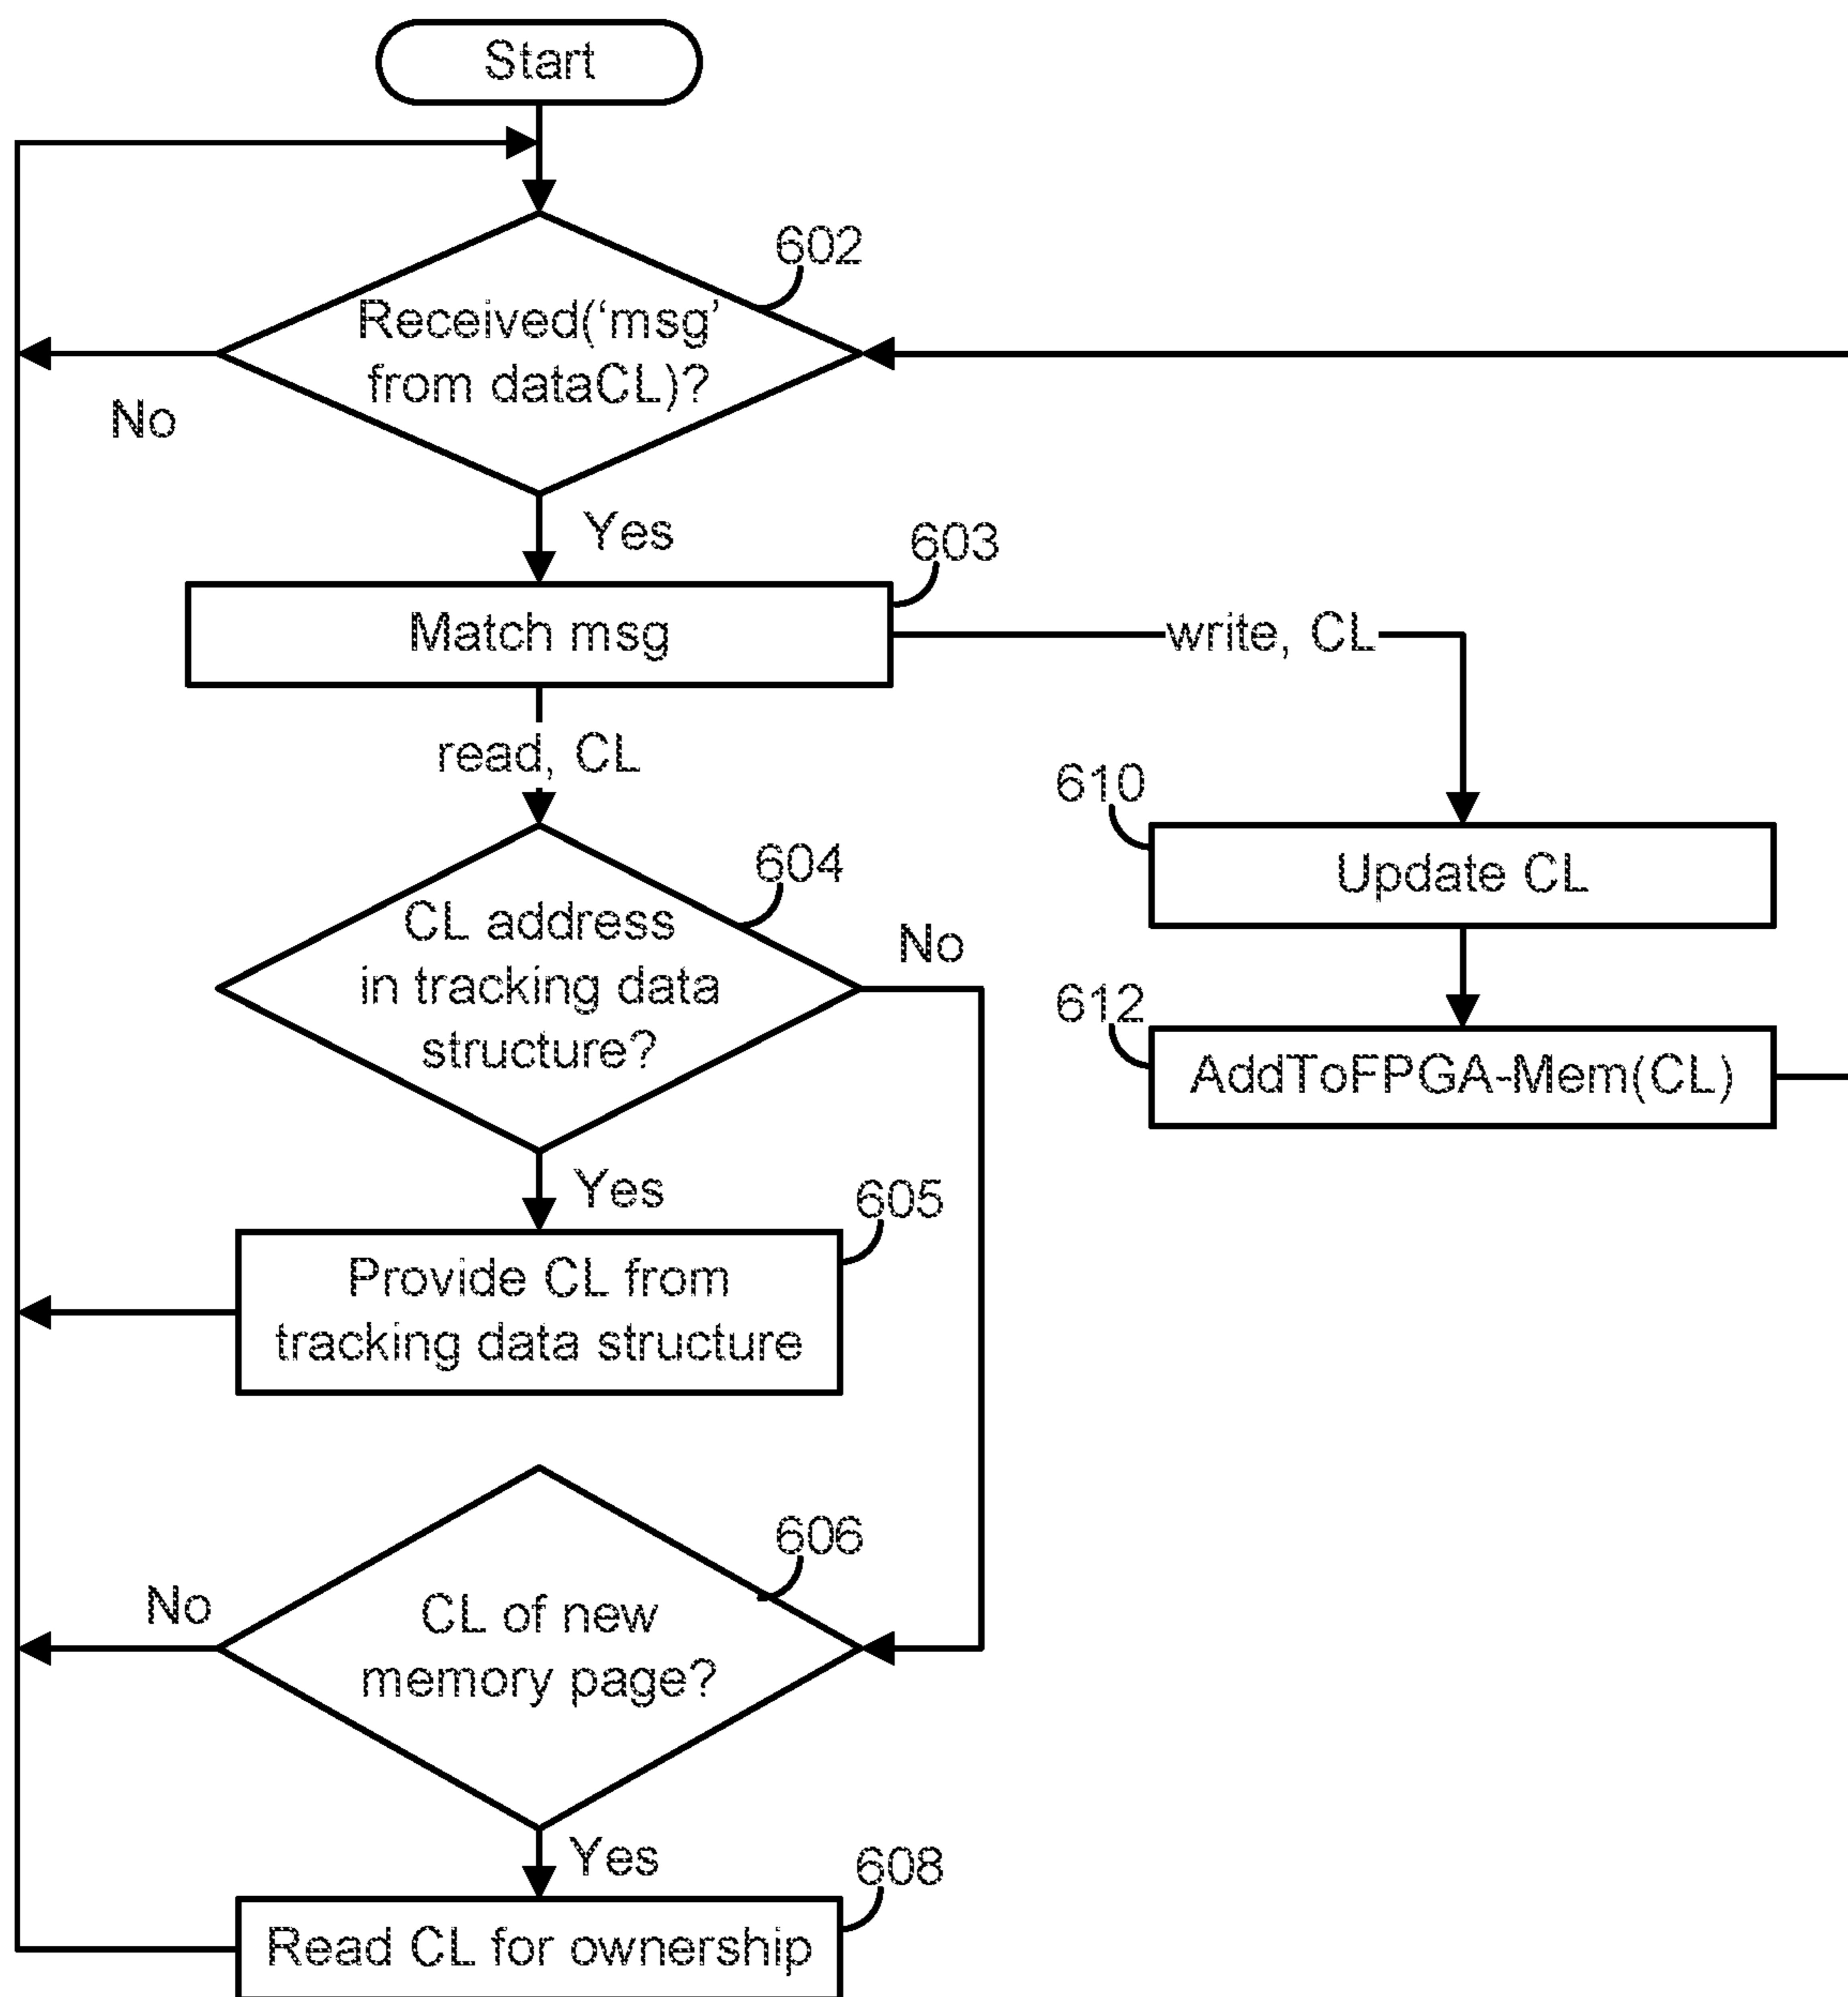 Start
602
Received(‘msg’
from dataCL)?
No
Yes
603
Match msg
write, CL
read, CL
610
Update CL
604
CL address
in tracking data
structure?
No
612
AddToFPGA-Mem(CL)
Yes
605
Provide CL from
tracking data structure
606
No
CL of new
memory page?
Yes
608
Read CL for ownership